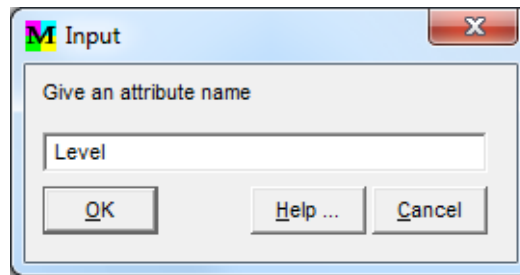 M Input
x
Give an attribute name
Level
OK Help ... Cancel